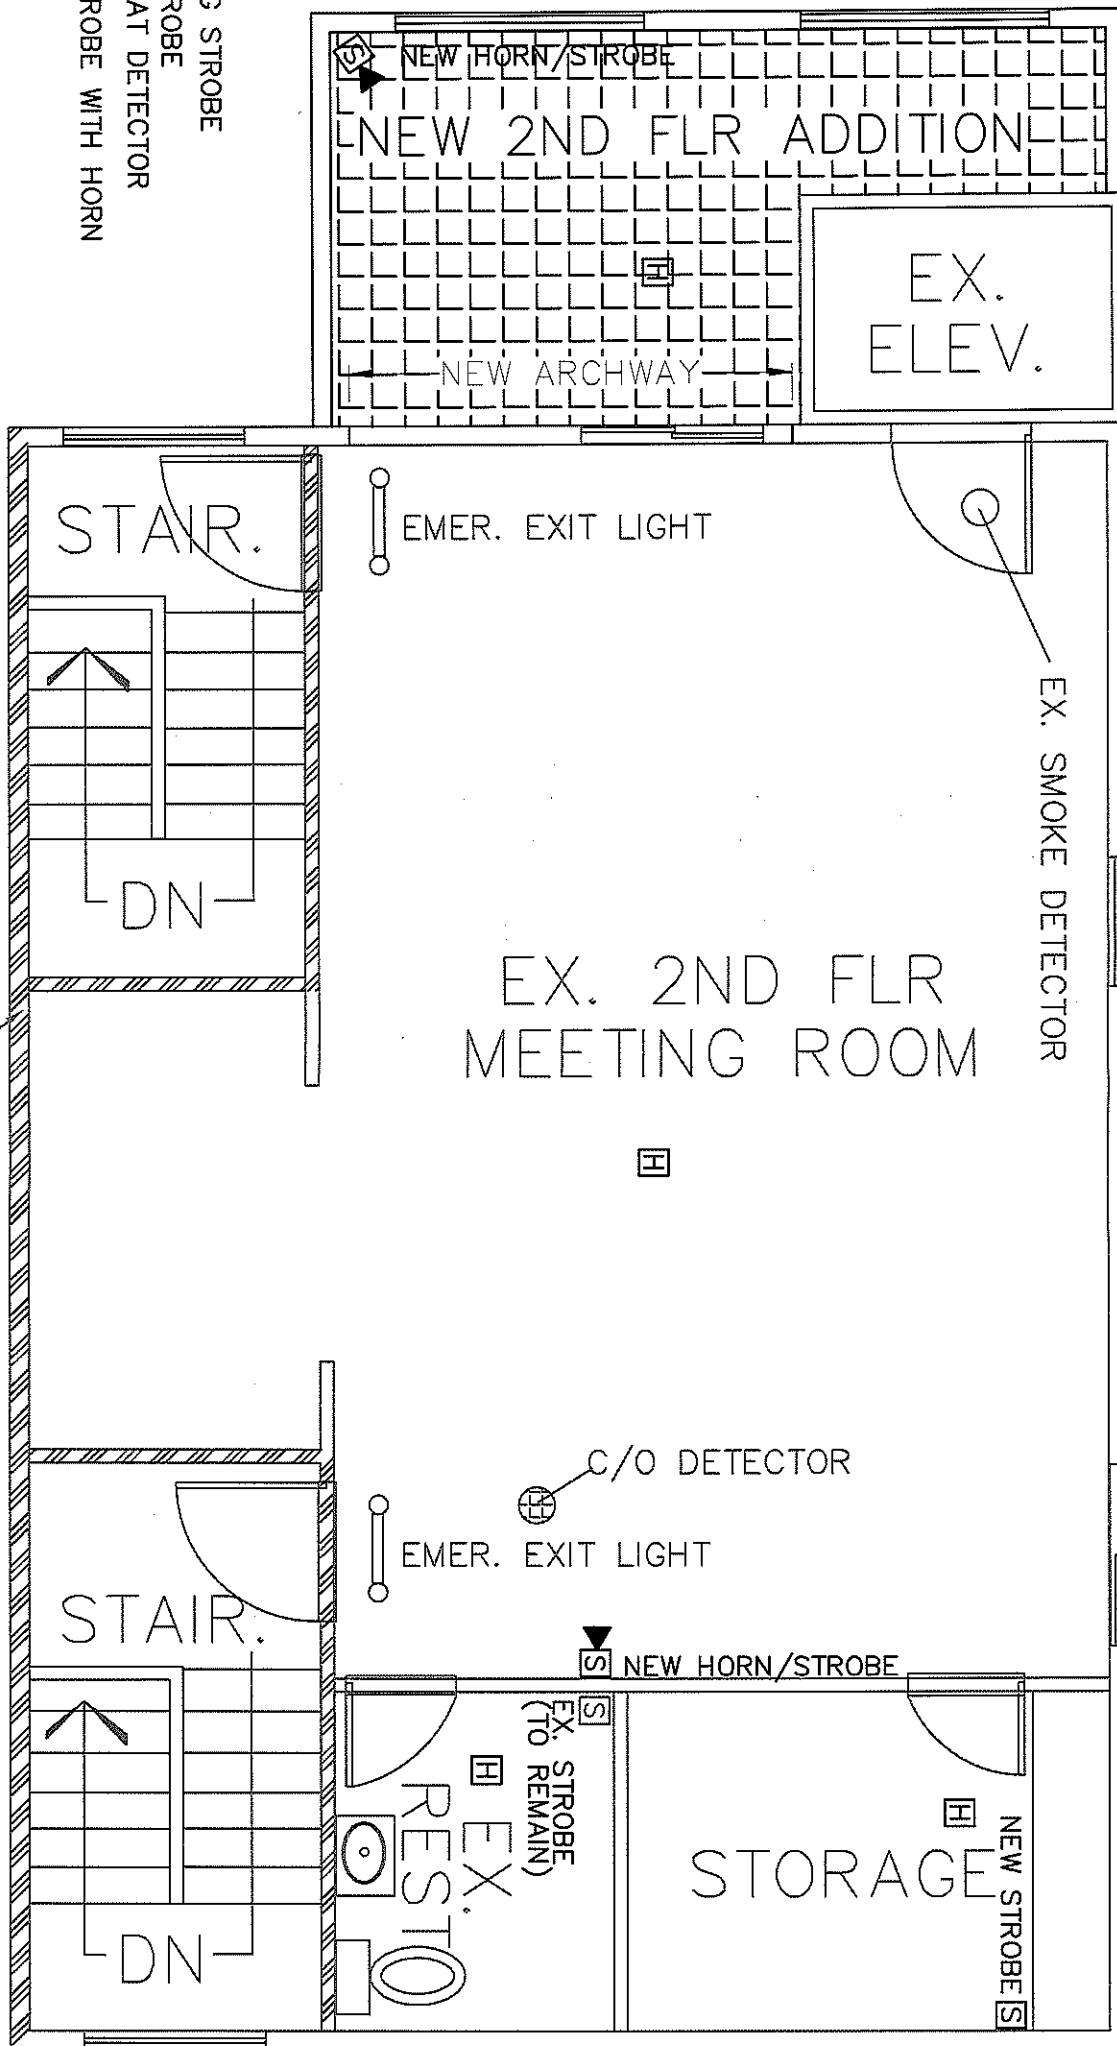 G STROBE
ROBE
AT DETECTOR
ROBE WITH HORN
S
NEW HORN/STROBE
NEW 2ND FLR ADDITION
H
EX.
ELEV.
NEW ARCHWAY
STAIR.
EMER. EXIT LIGHT
EX. SMOKE DETECTOR
DN
EX. 2ND FLR
MEETING ROOM
H
C/O DETECTOR
EMER. EXIT LIGHT
STAIR.
S NEW HORN/STROBE
S
EX. STROBE
(TO REMAIN)
H
EX.
REST
H
STORAGE
NEW STROBE S
DN